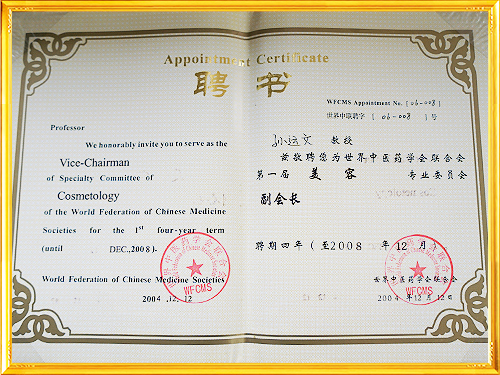 Appointment Certificate
聘书
Professor
We honorably invite you to serve as the
Vice-Chairman
of Specialty Committee of
Cosmetology
of the World Federation of Chinese Medicine
Societies for the 1st four-year term
(until DEC.,2008).
World Federation of Chinese Medicine Societies
2004 .12. 12
WFCMS
WFCMS Appointment No. [ 06-008 ]
世界中联聘字 [ 06-008 ] 号
孙运文 教授
兹敬聘您为世界中医药学会联合会
第一届 美容 专业委员会
副会长
聘期四年 ( 至2008 年 12 月
世界中医药学会联合会
2004 年12月12日
WFCMS